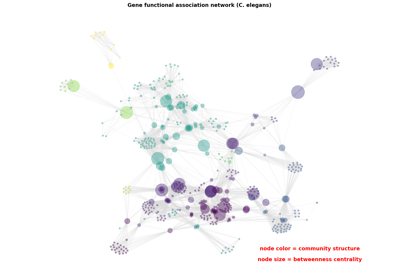 Gene functional association network (C. elegans)
node color = community structure
node size = betweenness centrality